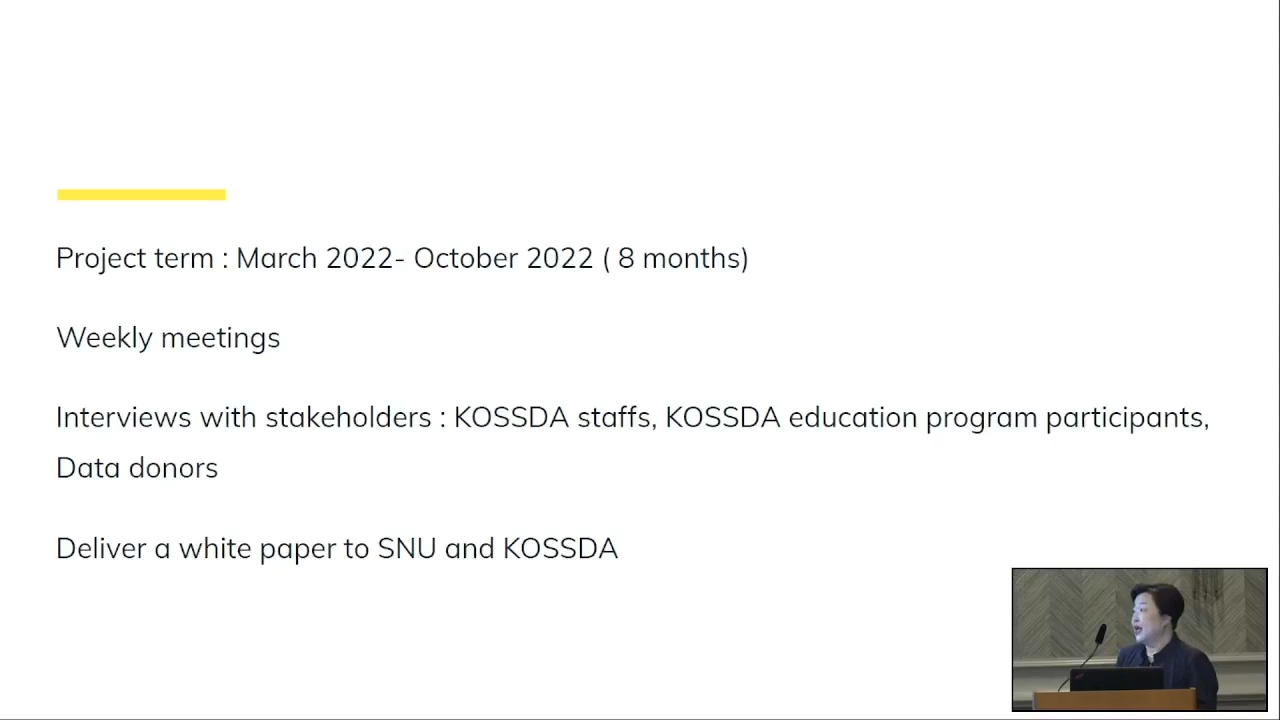 Project term : March 2022- October 2022 ( 8 months)
Weekly meetings
Interviews with stakeholders : KOSSDA staffs, KOSSDA education program participants,
Data donors
Deliver a white paper to SNU and KOSSDA